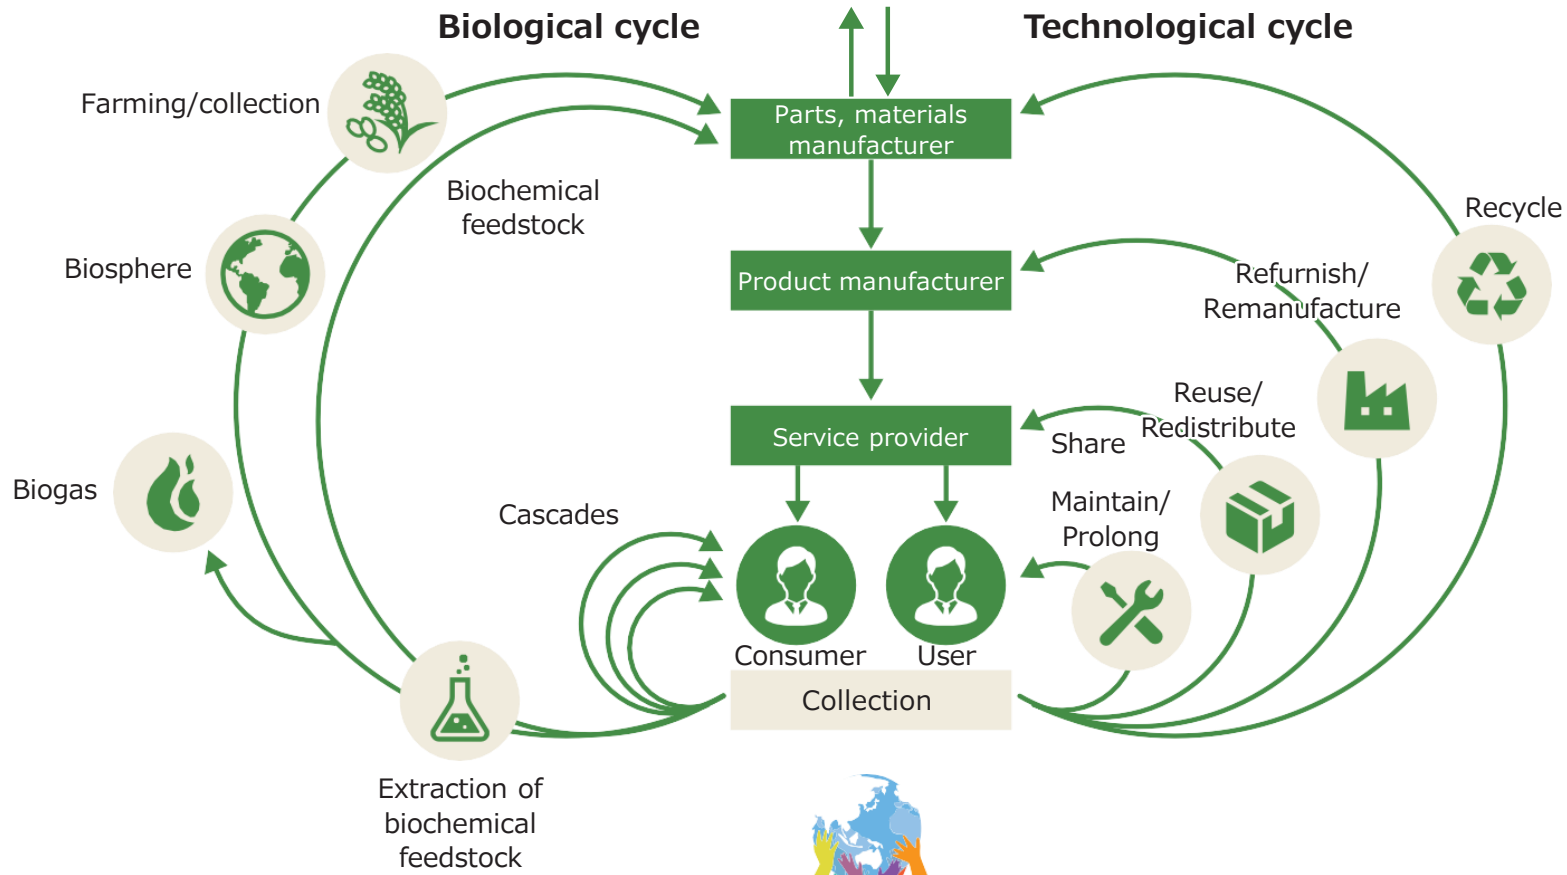 Biological cycle
Technological cycle
Farming/collection
Parts, materials
manufacturer
Biochemical
feedstock
Recycle
Biosphere
Product manufacturer
Refurnish/
Remanufacture
Reuse/
Redistribute
Service provider
Share
Biogas
Cascades
Maintain/
Prolong
Consumer
User
Collection
Extraction of
biochemical
feedstock